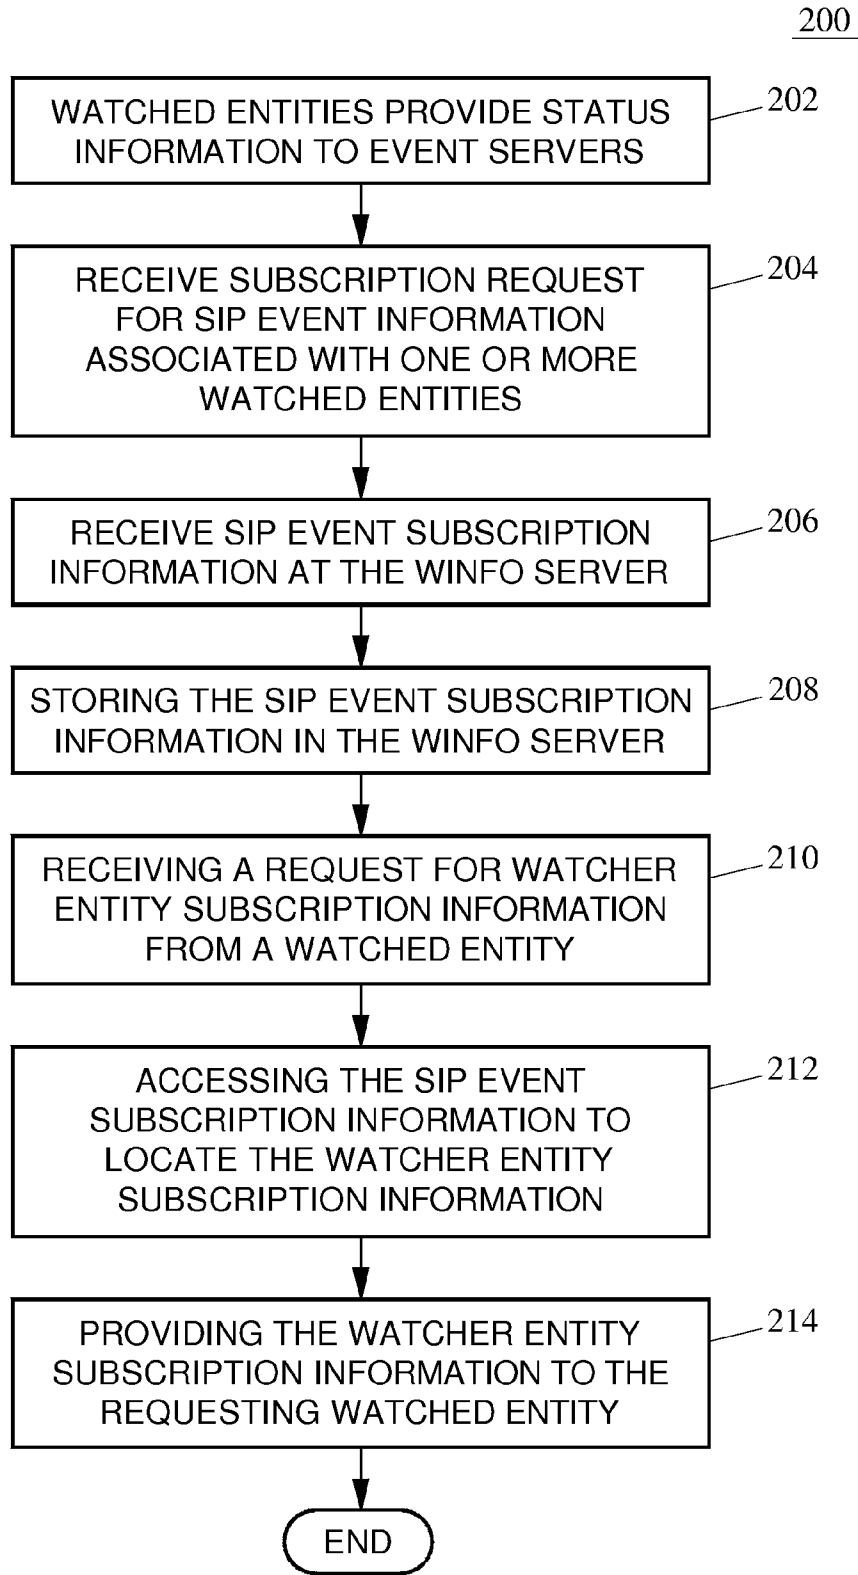 200
WATCHED ENTITIES PROVIDE STATUS
INFORMATION TO EVENT SERVERS
202
RECEIVE SUBSCRIPTION REQUEST
FOR SIP EVENT INFORMATION
ASSOCIATED WITH ONE OR MORE
WATCHED ENTITIES
204
RECEIVE SIP EVENT SUBSCRIPTION
INFORMATION AT THE WINFO SERVER
206
STORING THE SIP EVENT SUBSCRIPTION
INFORMATION IN THE WINFO SERVER
208
RECEIVING A REQUEST FOR WATCHER
ENTITY SUBSCRIPTION INFORMATION
FROM A WATCHED ENTITY
210
ACCESSING THE SIP EVENT
SUBSCRIPTION INFORMATION TO
LOCATE THE WATCHER ENTITY
SUBSCRIPTION INFORMATION
212
PROVIDING THE WATCHER ENTITY
SUBSCRIPTION INFORMATION TO THE
REQUESTING WATCHED ENTITY
214
END